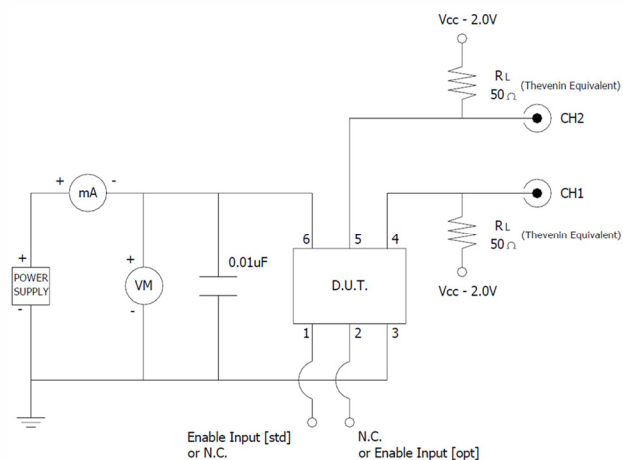 Vcc - 2.0V
RL (Thevenin Equivalent)
50Ω
CH2
+ mA -
CH1
6 5 4
RL (Thevenin Equivalent)
50Ω
+
POWER
SUPPLY
-
+
VM
-
0.01uF
D.U.T.
Vcc - 2.0V
1 2 3
Enable Input [std]
or N.C.
N.C.
or Enable Input [opt]